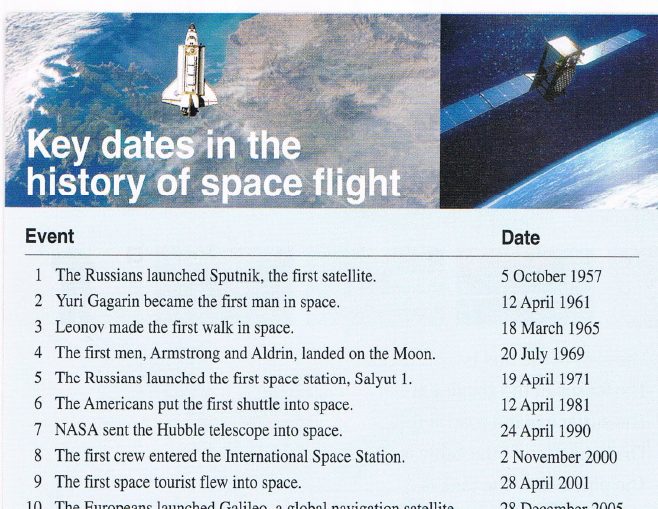 Key dates in the
history of space flight
Event Date
1 The Russians launched Sputnik, the first satellite. 5 October 1957
2 Yuri Gagarin became the first man in space. 12 April 1961
3 Leonov made the first walk in space. 18 March 1965
4 The first men, Armstrong and Aldrin, landed on the Moon. 20 July 1969
5 The Russians launched the first space station, Salyut 1. 19 April 1971
6 The Americans put the first shuttle into space. 12 April 1981
7 NASA sent the Hubble telescope into space. 24 April 1990
8 The first crew entered the International Space Station. 2 November 2000
9 The first space tourist flew into space. 28 April 2001
10 The Europeans launched Galileo, a global navigation satellite 28 December 2005